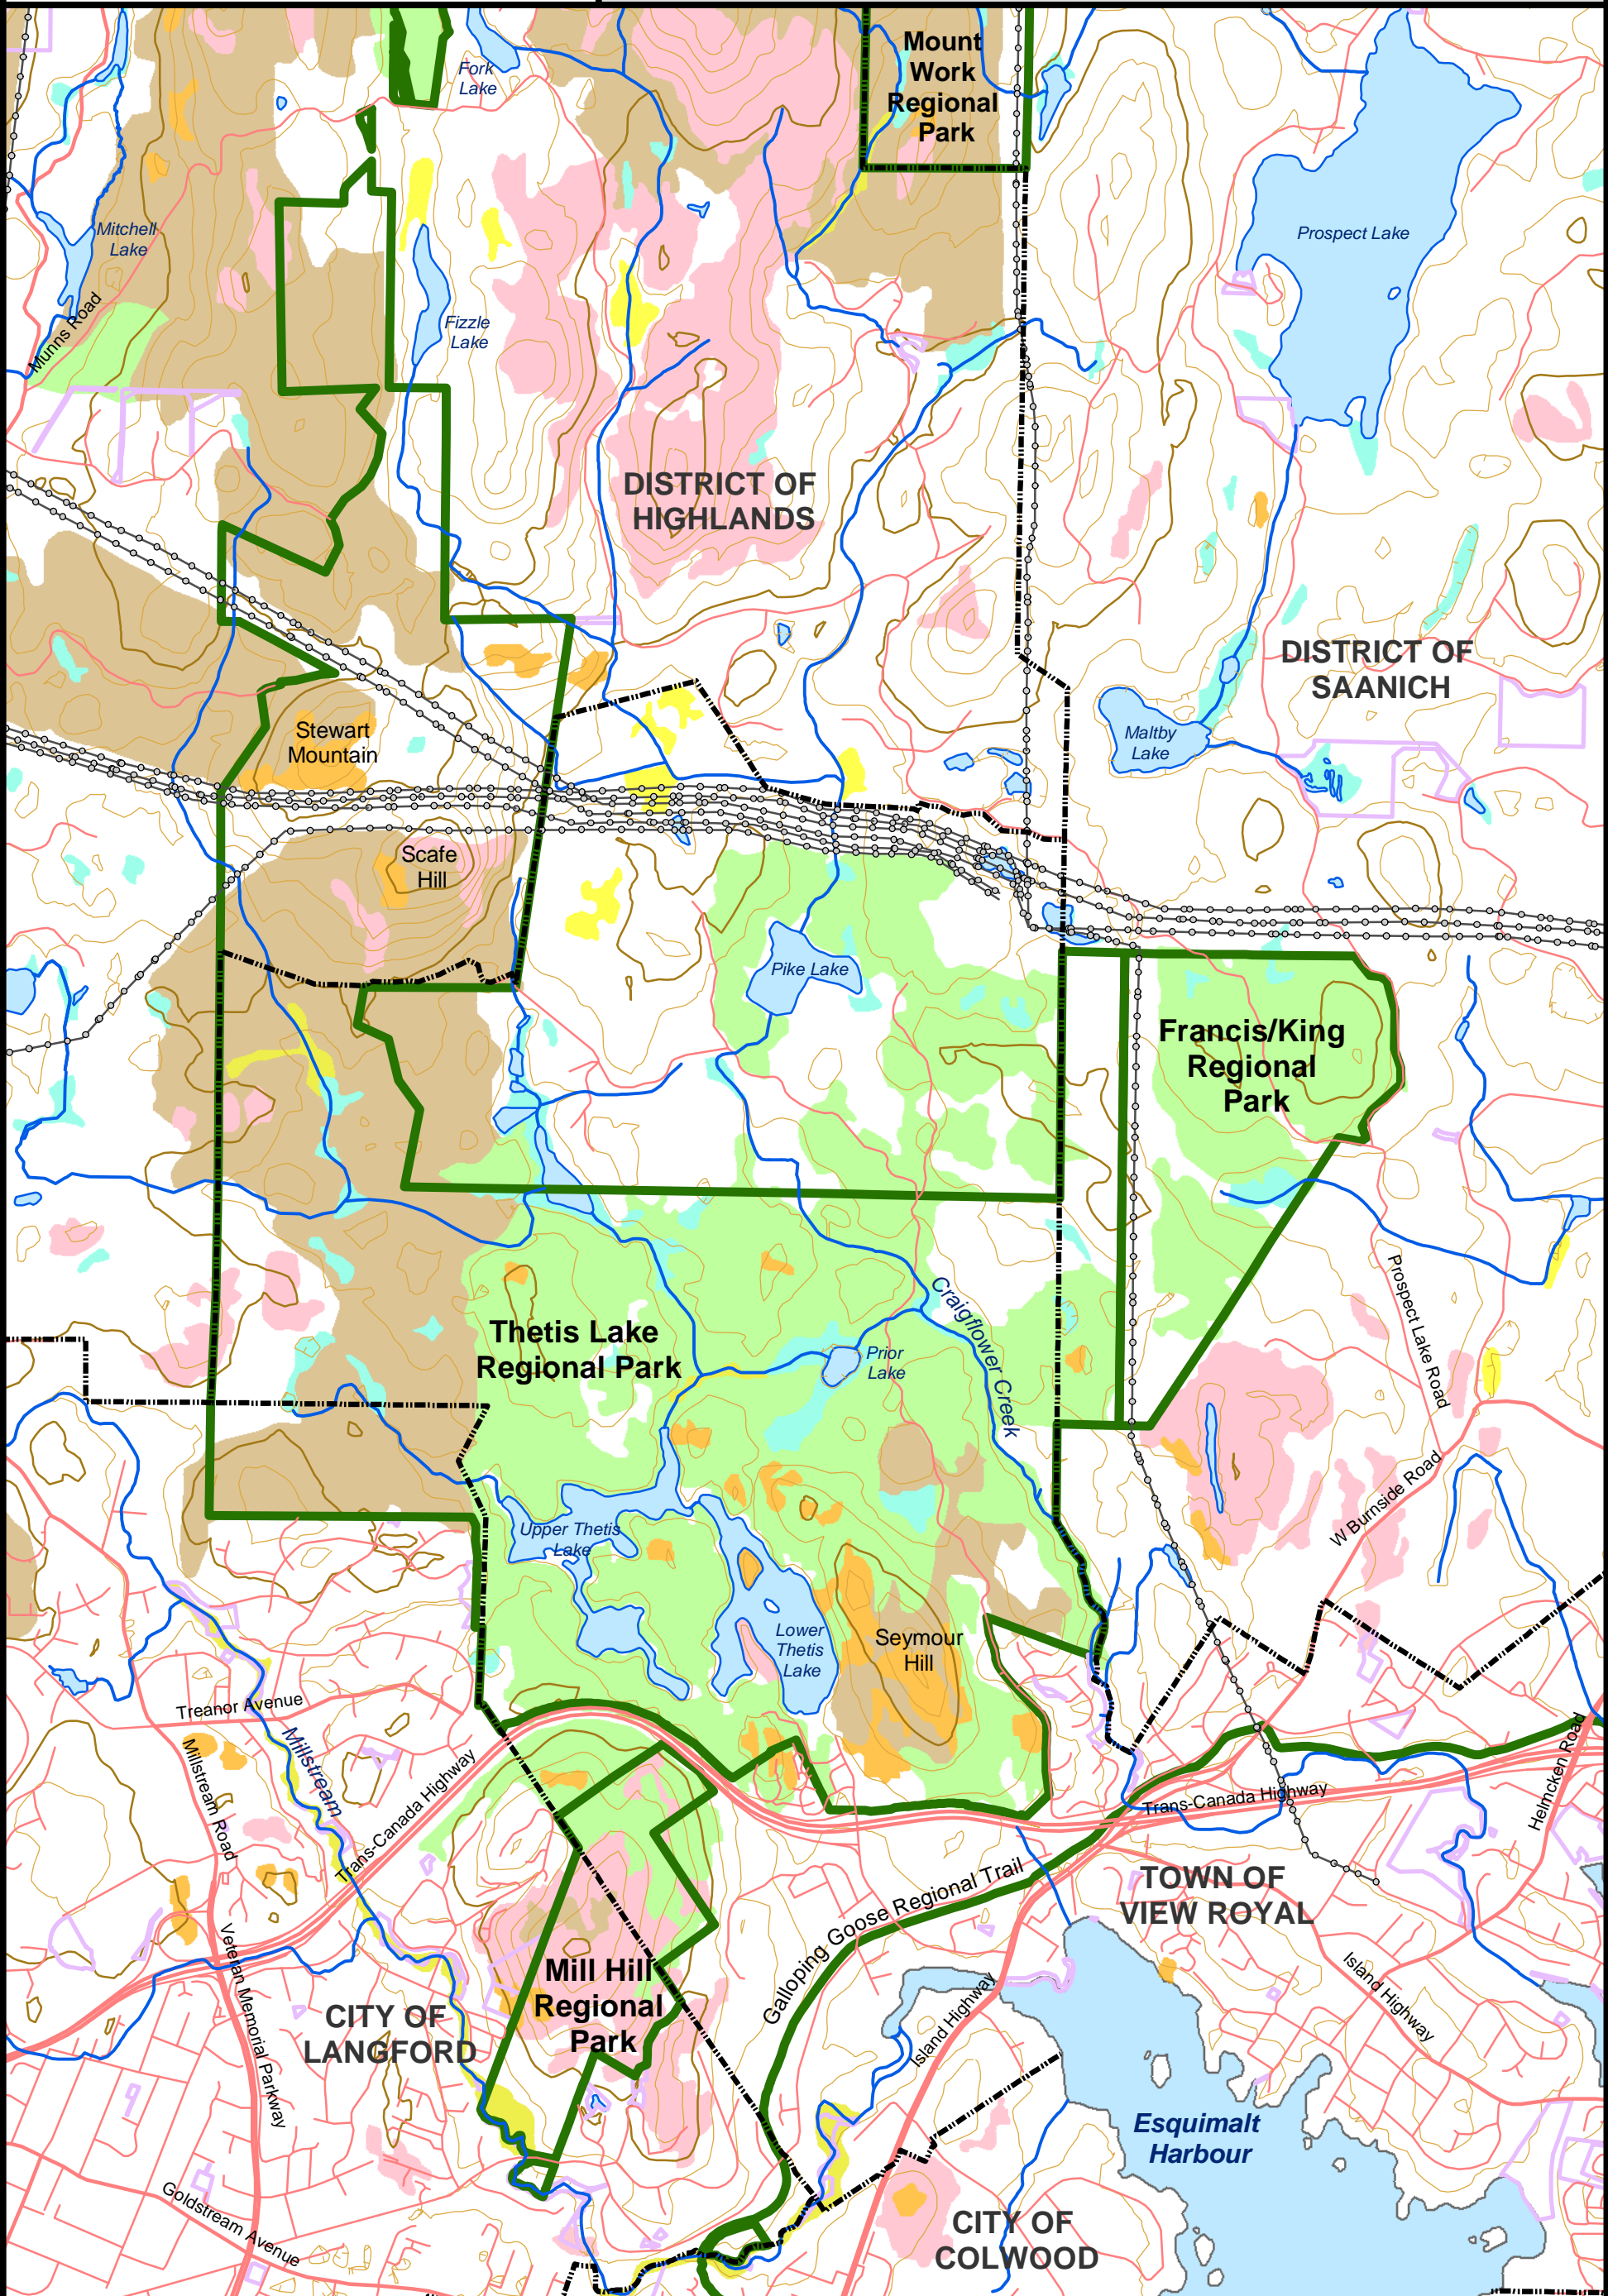 Mount
Work
Regional
Park
Fork
Lake
Mitchell
Lake
Prospect Lake
Munns Road
Fizzle
Lake
DISTRICT OF
HIGHLANDS
DISTRICT OF
SAANICH
Stewart
Mountain
Maltby
Lake
Scafe
Hill
Pike Lake
Francis/King
Regional
Park
Craigflower Creek
Prospect Lake Road
Thetis Lake
Regional Park
Prior
Lake
W Burnside Road
Upper Thetis
Lake
Lower
Thetis
Lake
Seymour
Hill
Treanor Avenue
Millstream
Millstream Road
Trans-Canada Highway
Trans-Canada Highway
Helmcken Road
Galloping Goose Regional Trail
TOWN OF
VIEW ROYAL
Veteran Memorial Parkway
Mill Hill
Regional
Park
Island Highway
Island Highway
CITY OF
LANGFORD
Esquimalt
Harbour
Goldstream Avenue
CITY OF
COLWOOD